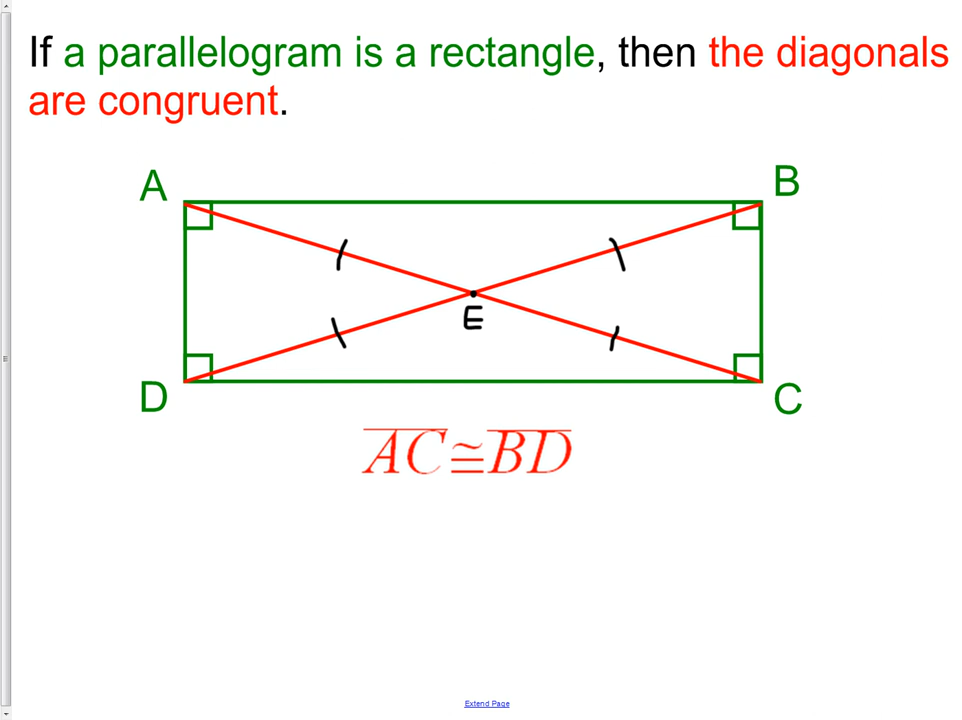 If a parallelogram is a rectangle, then the diagonals
are congruent.
A
B
E
D
C
AC ≅ BD
Extend Page